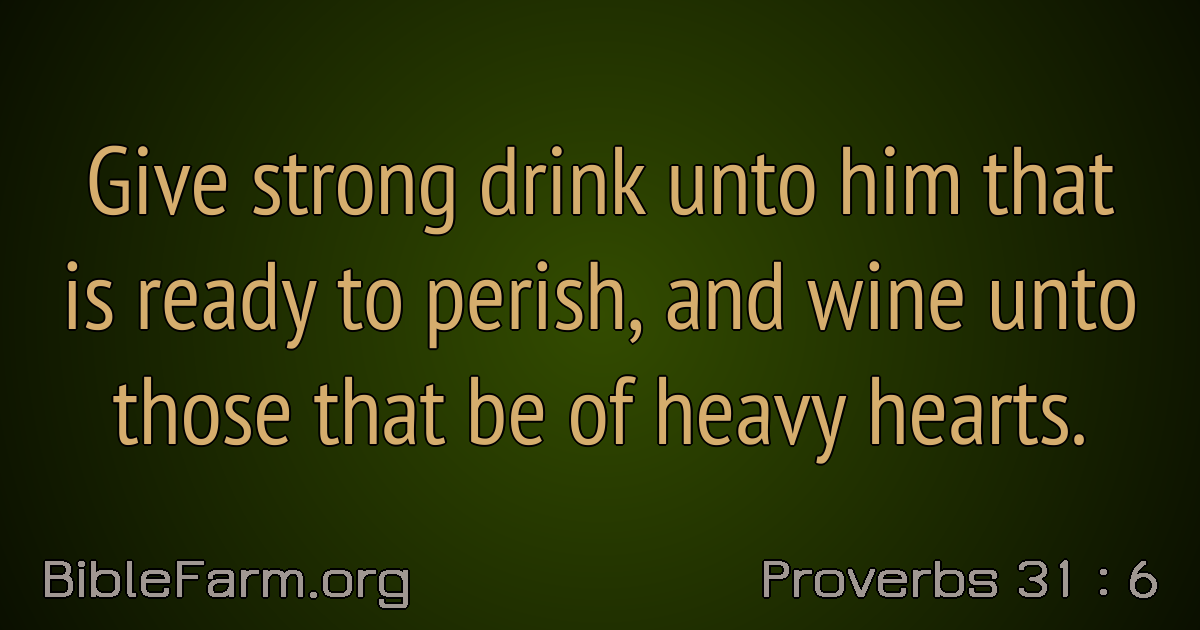 Give strong drink unto him that
is ready to perish, and wine unto
those that be of heavy hearts.
BibleFarm.org
Proverbs 31 : 6